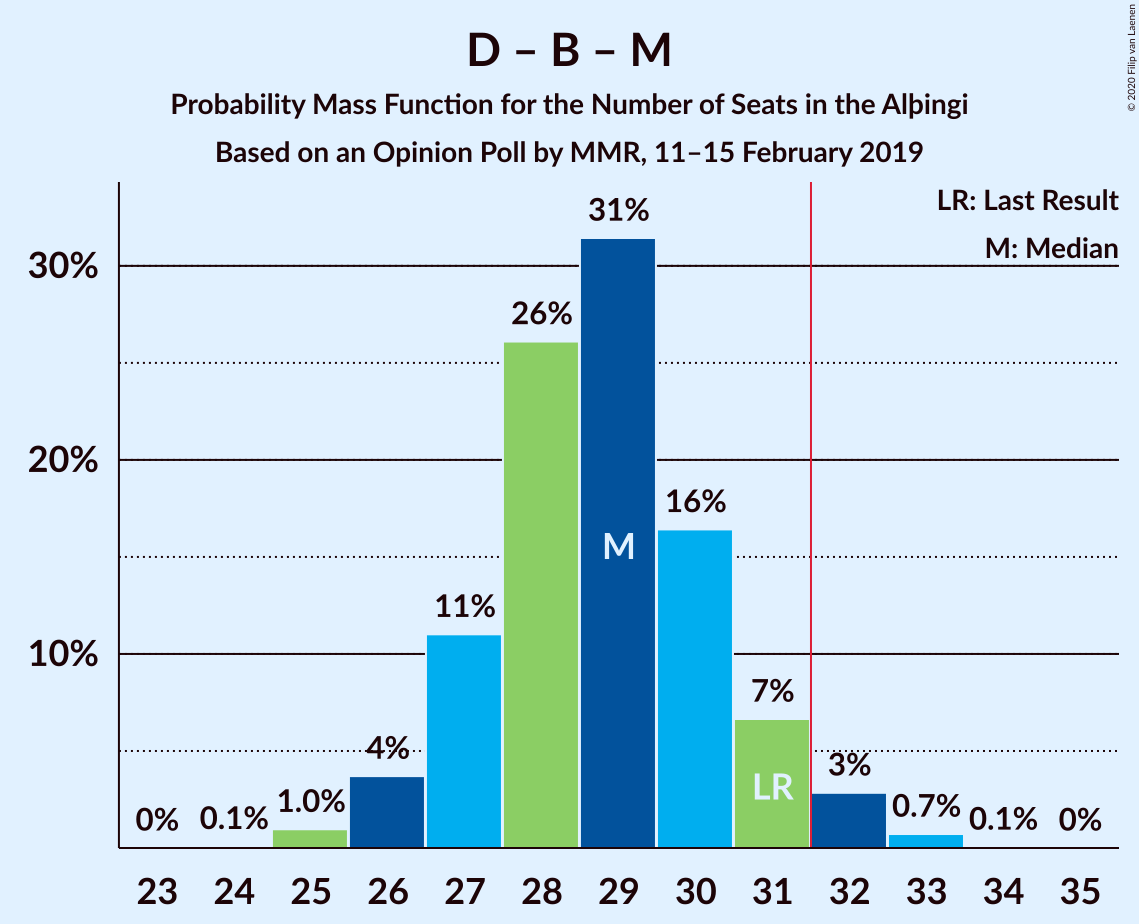 D – B – M
Probability Mass Function for the Number of Seats in the Alþingi
Based on an Opinion Poll by MMR, 11–15 February 2019
© 2020 Filip van Laenen
LR: Last Result
M: Median
30%
20%
10%
0%
0.1%
1.0%
4%
11%
26%
31%
16%
7%
3%
0.7%
0.1%
0%
M
LR
23 24 25 26 27 28 29 30 31 32 33 34 35